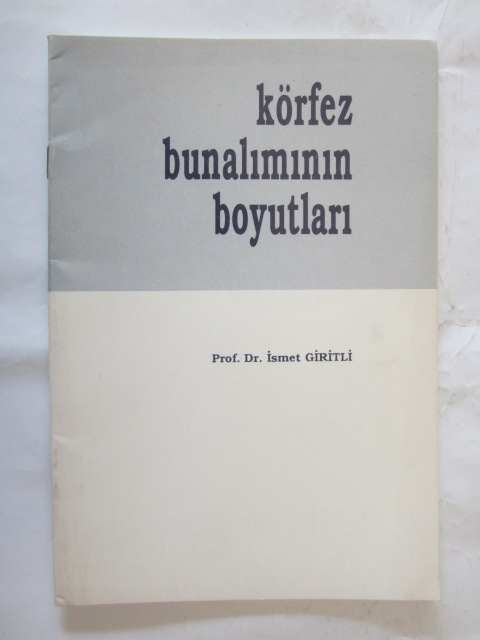 körfez
bunalımının
boyutları
Prof. Dr. İsmet GİRİTLİ